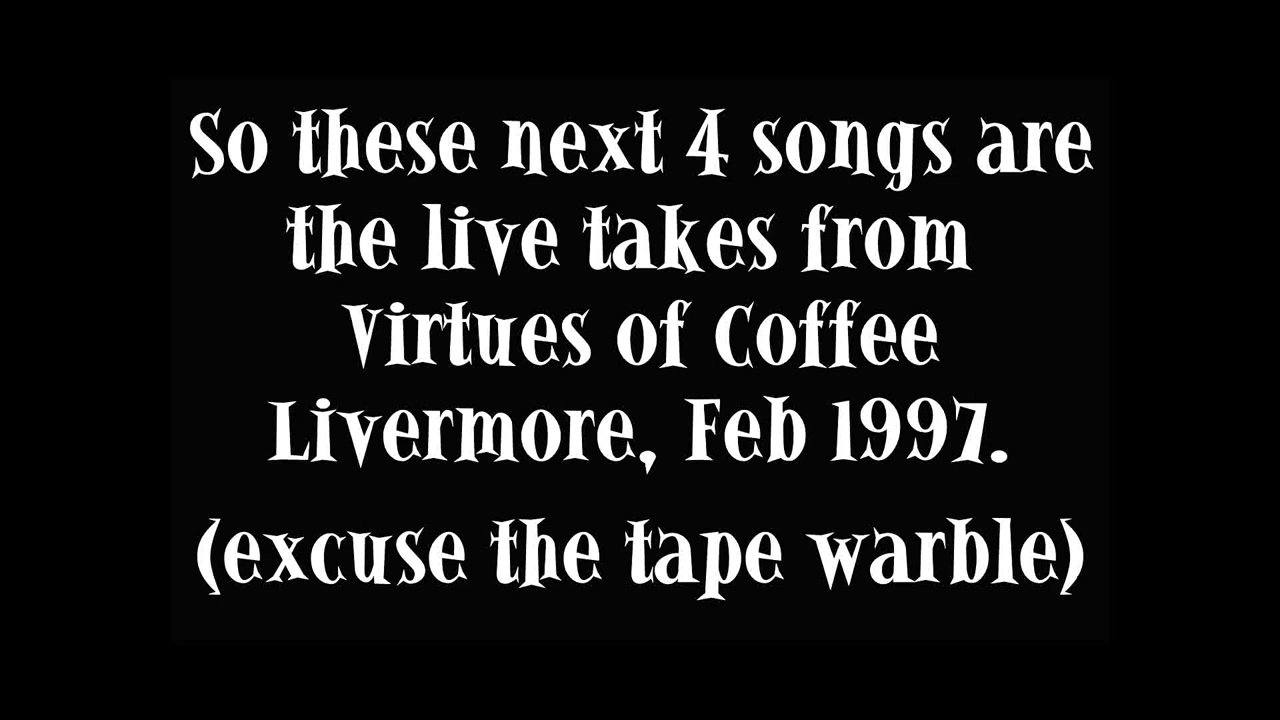 So these next 4 songs are
the live takes from
Virtues of Coffee
Livermore, Feb 1997.
(excuse the tape warble)